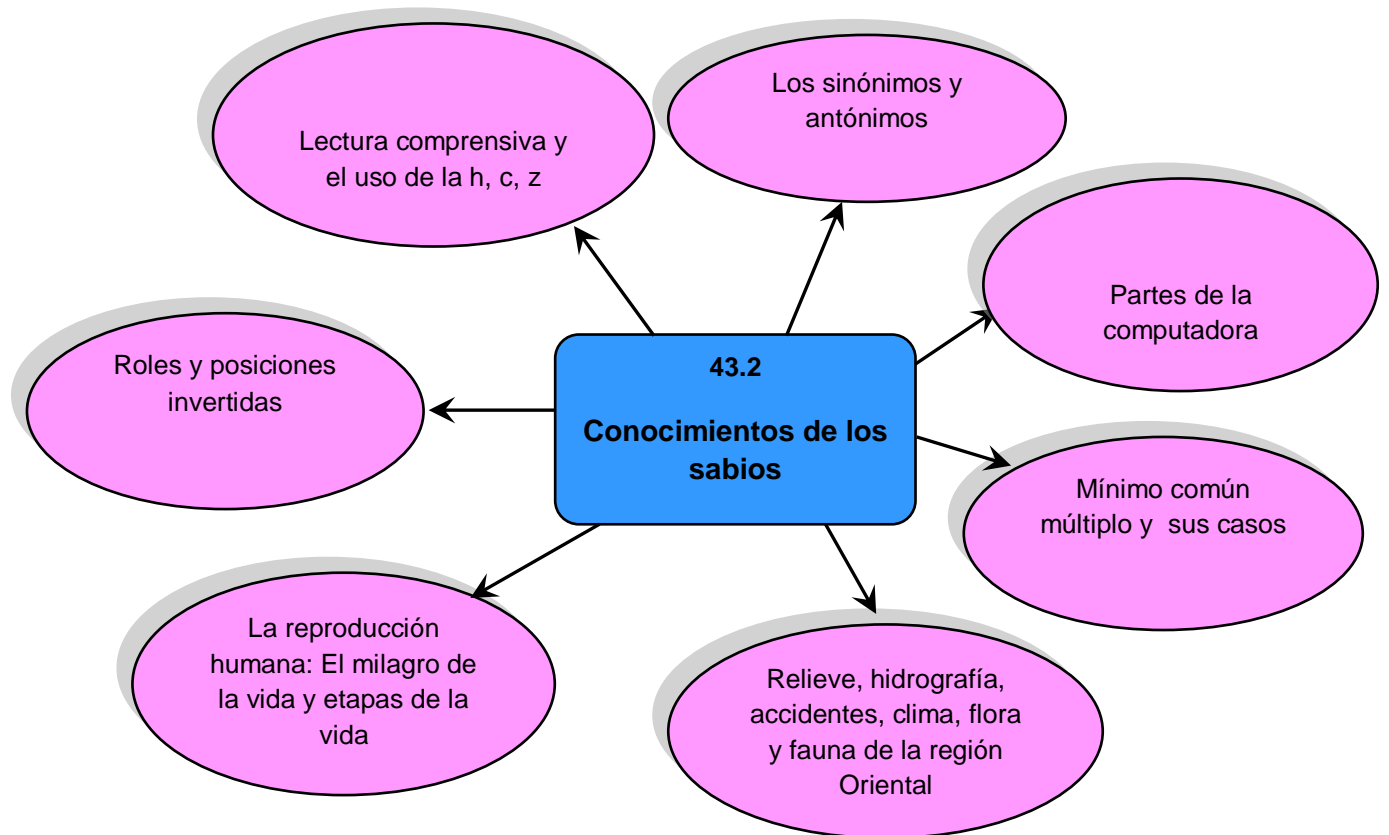 Lectura comprensiva y
el uso de la h, c, z
Los sinónimos y
antónimos
Partes de la
computadora
Roles y posiciones
invertidas
43.2
Conocimientos de los
sabios
Mínimo común
múltiplo y  sus casos
La reproducción
humana: El milagro de
la vida y etapas de la
vida
Relieve, hidrografía,
accidentes, clima, flora
y fauna de la región
Oriental